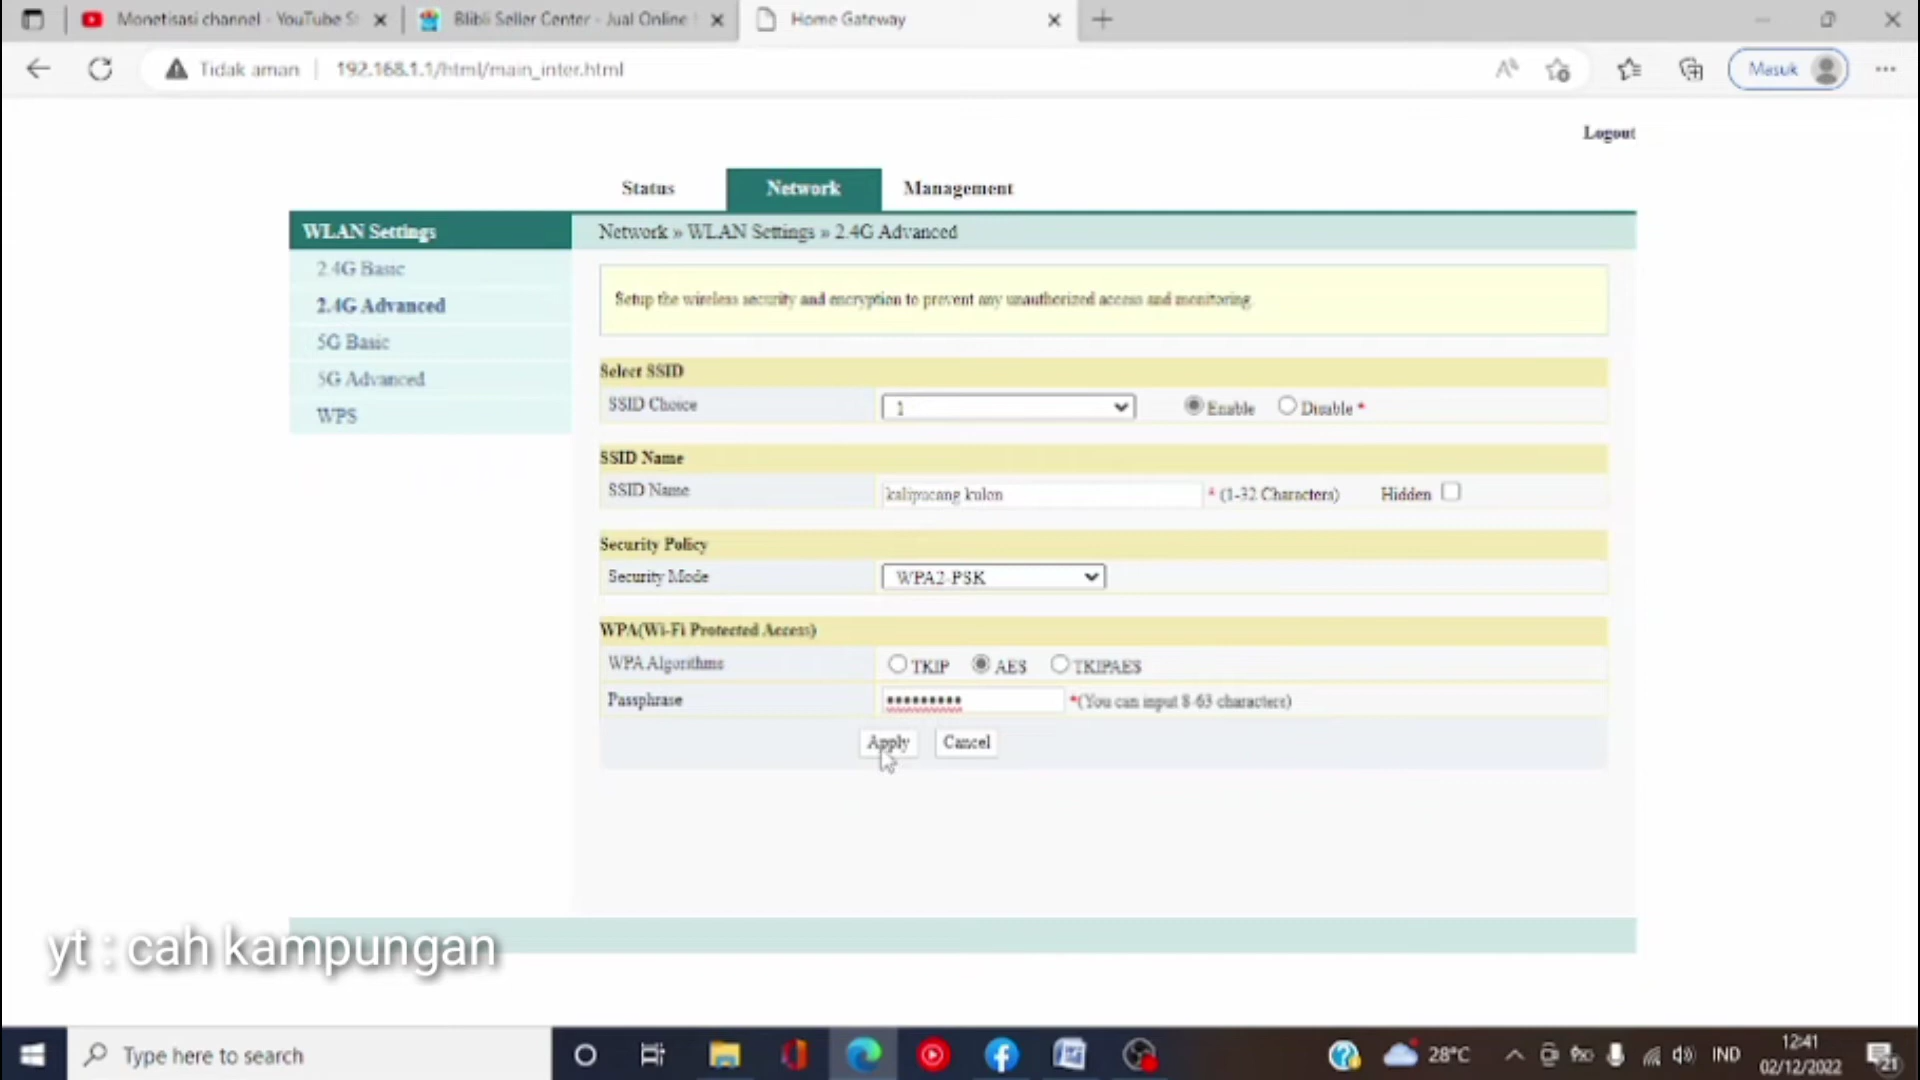 Monetisasi channel - YouTube St
Blibli Seller Center - Jual Online
Home Gateway
Tidak aman
192.168.1.1/html/main_inter.html
Masuk
Logout
Status
Network
Management
WLAN Settings
2.4G Basic
2.4G Advanced
5G Basic
5G Advanced
WPS
Network » WLAN Settings » 2.4G Advanced
Setup the wireless security and encryption to prevent any unauthorized access and monitoring.
Select SSID
SSID Choice
1
Enable
Disable *
SSID Name
SSID Name
kalipucang kulon
* (1-32 Characters)
Hidden
Security Policy
Security Mode
WPA2-PSK
WPA(Wi-Fi Protected Access)
WPA Algorithms
TKIP
AES
TKIPAES
Passphrase
•••••••••
*(You can input 8-63 characters)
Apply
Cancel
yt : cah kampungan
Type here to search
28°C
IND
12:41
02/12/2022
21